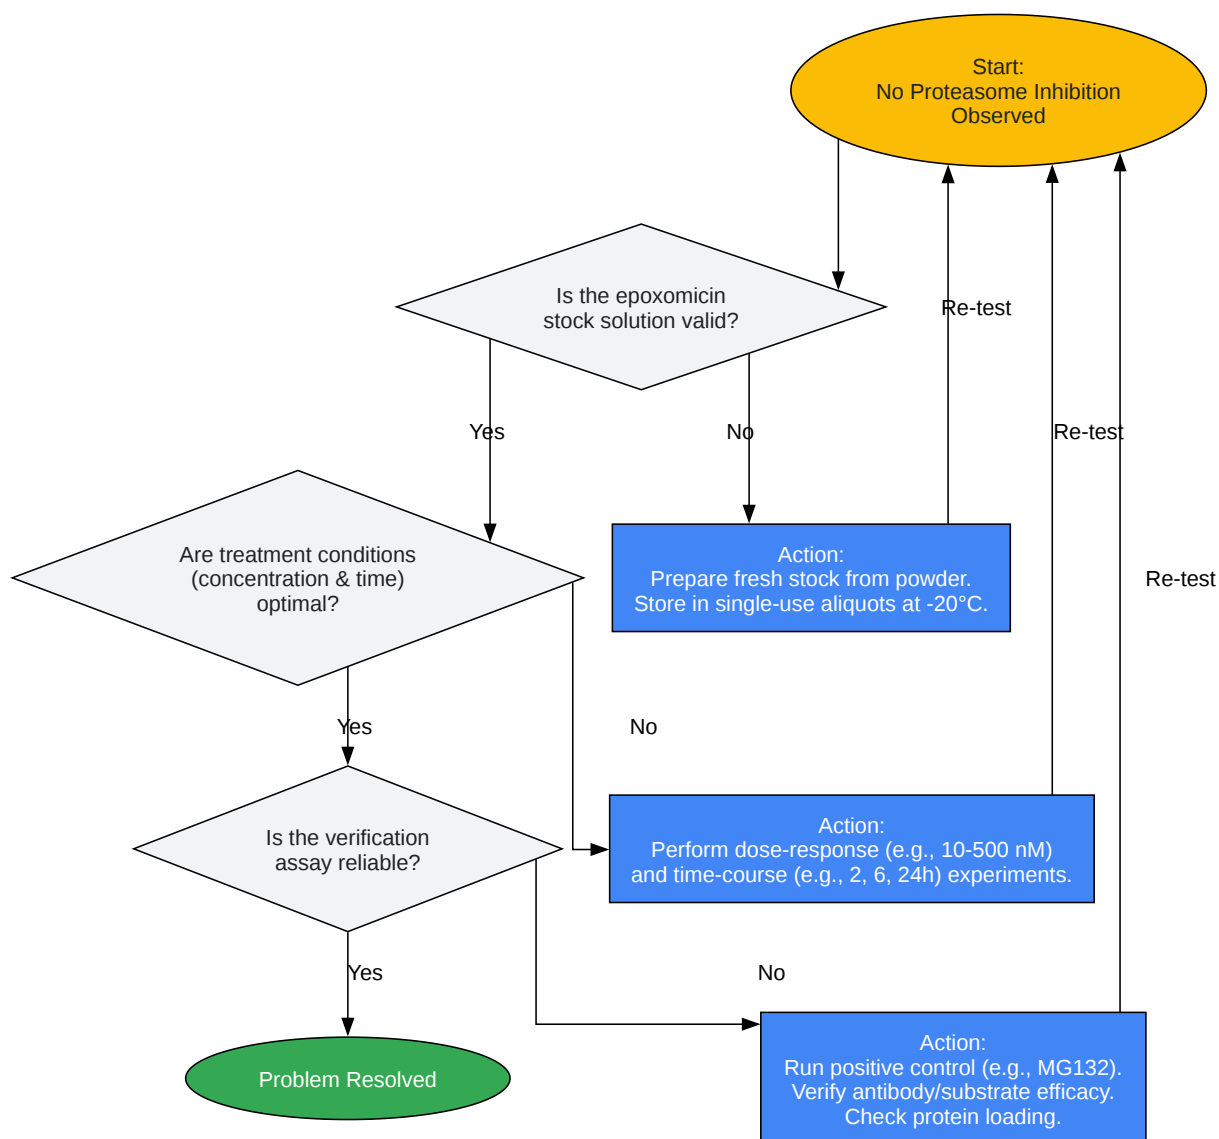 Start:
No Proteasome Inhibition
Observed
Is the epoxomicin
stock solution valid?
Re-test
Yes
No
Re-test
Are treatment conditions
(concentration & time)
optimal?
Action:
Prepare fresh stock from powder.
Store in single-use aliquots at -20°C.
Re-test
Yes
No
Is the verification
assay reliable?
Action:
Perform dose-response (e.g., 10-500 nM)
and time-course (e.g., 2, 6, 24h) experiments.
Yes
No
Problem Resolved
Action:
Run positive control (e.g., MG132).
Verify antibody/substrate efficacy.
Check protein loading.